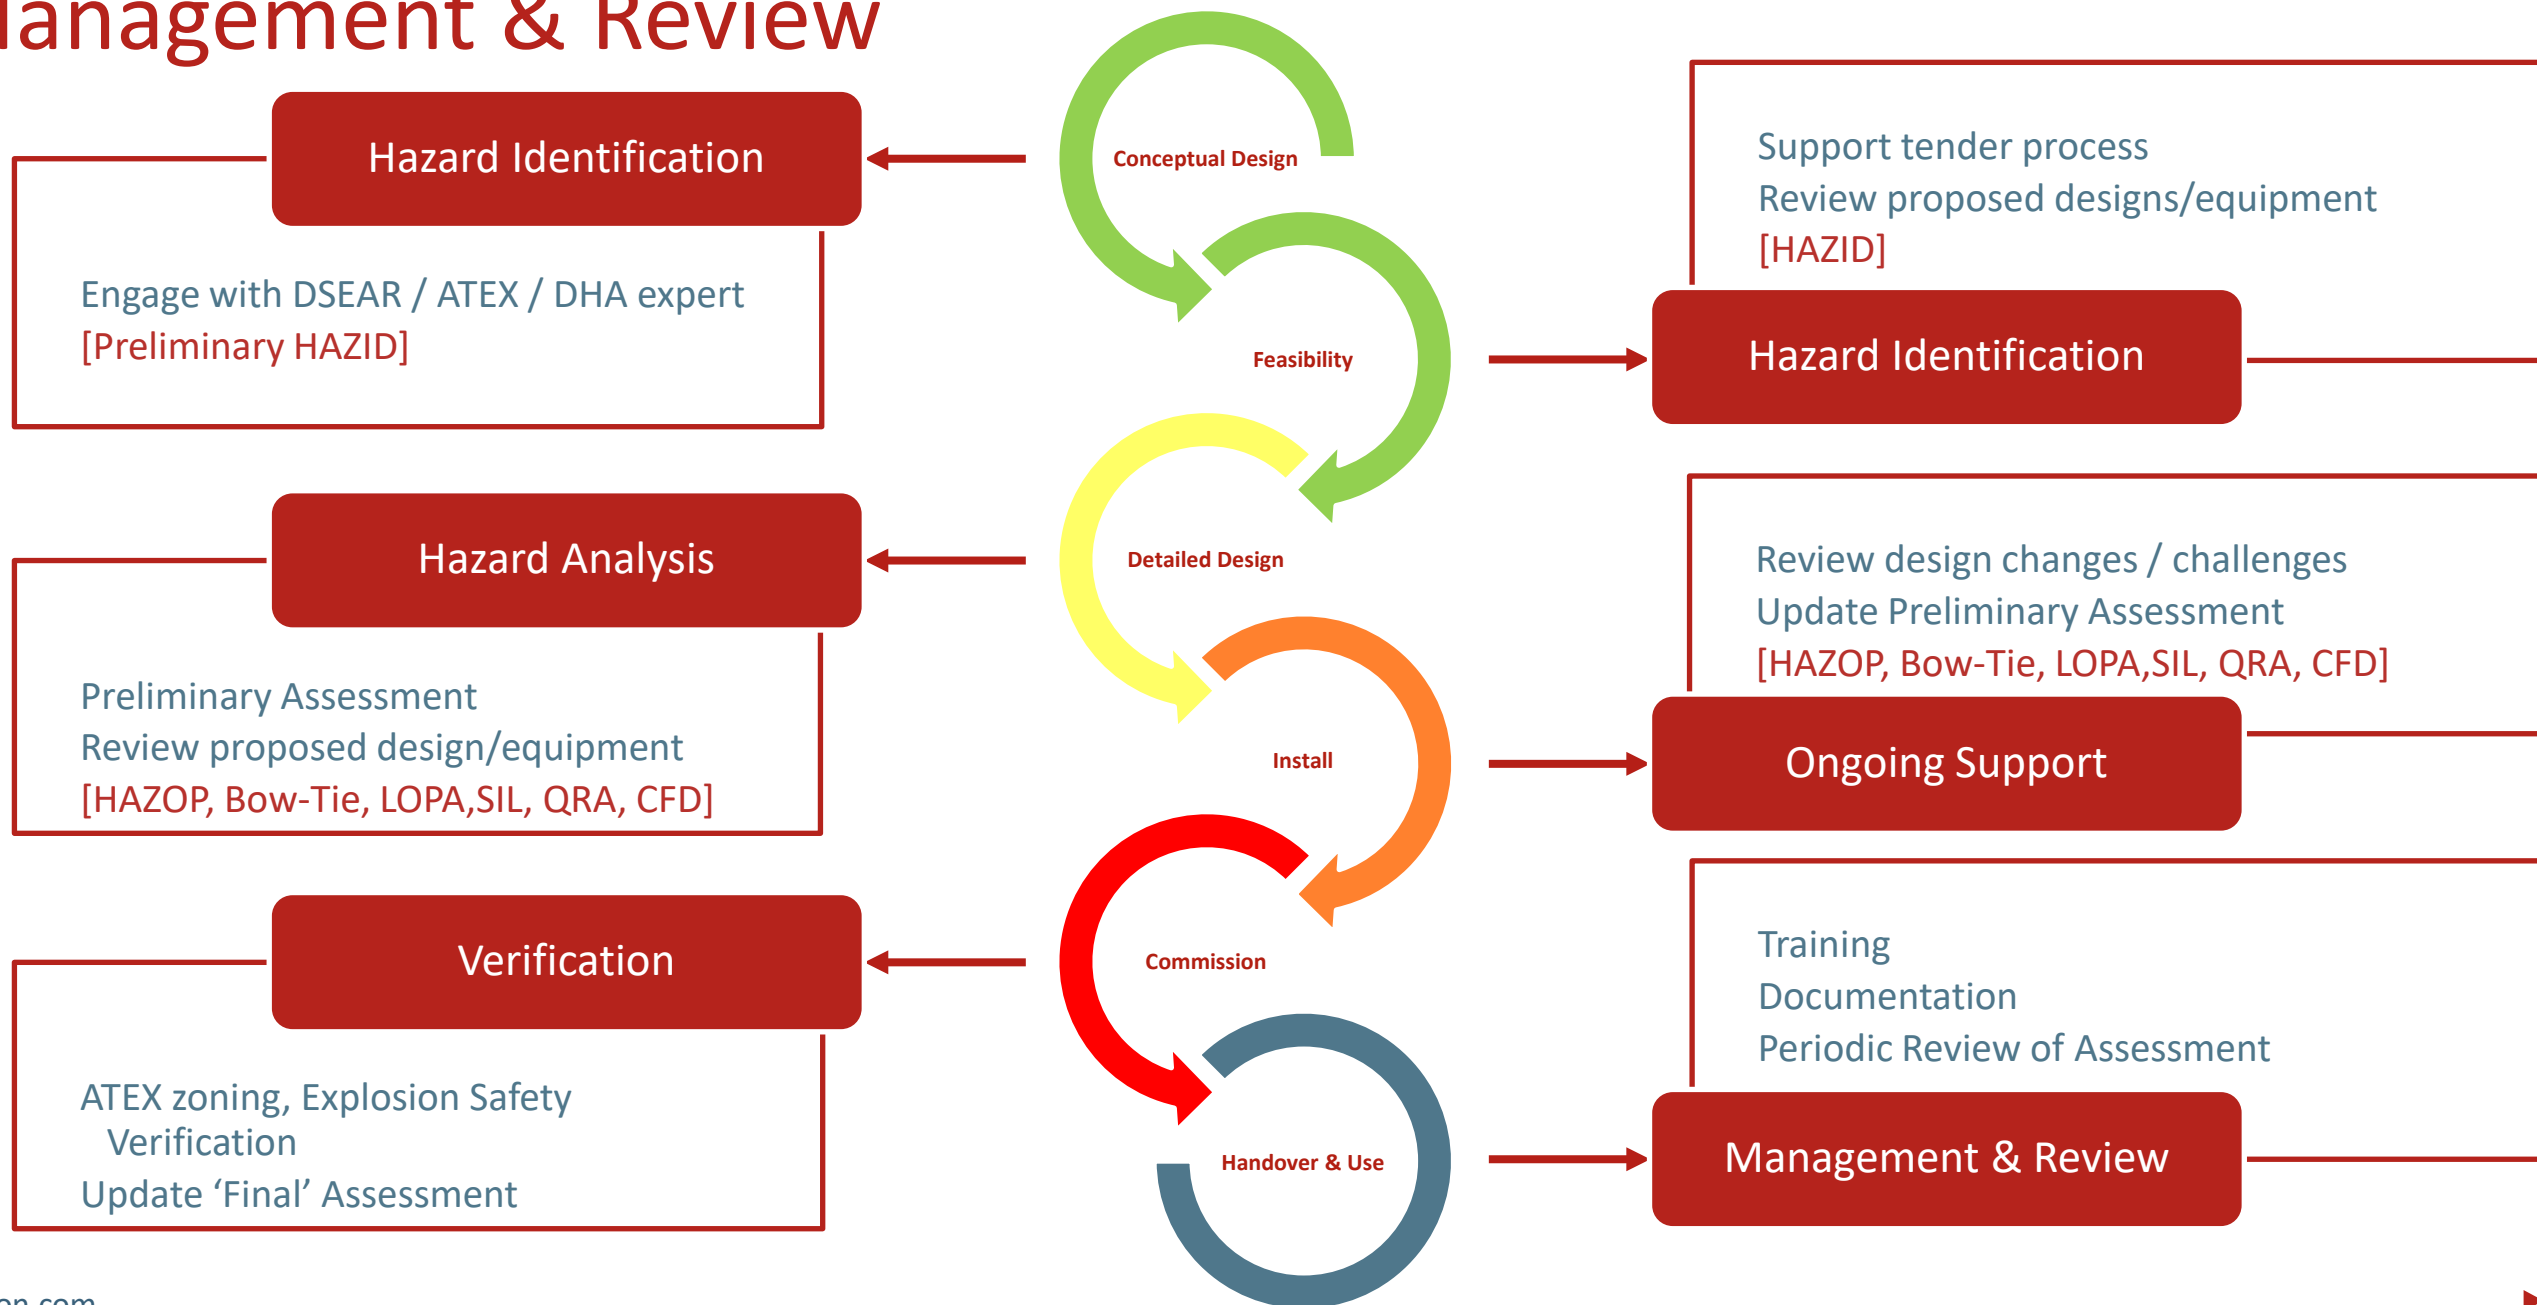 Management & Review
Hazard Identification
Engage with DSEAR / ATEX / DHA expert
[Preliminary HAZID]
Conceptual Design
Support tender process
Review proposed designs/equipment
[HAZID]
Hazard Identification
Feasibility
Hazard Analysis
Preliminary Assessment
Review proposed design/equipment
[HAZOP, Bow-Tie, LOPA,SIL, QRA, CFD]
Detailed Design
Review design changes / challenges
Update Preliminary Assessment
[HAZOP, Bow-Tie, LOPA,SIL, QRA, CFD]
Ongoing Support
Install
Verification
ATEX zoning, Explosion Safety
Verification
Update ‘Final’ Assessment
Commission
Training
Documentation
Periodic Review of Assessment
Management & Review
Handover & Use